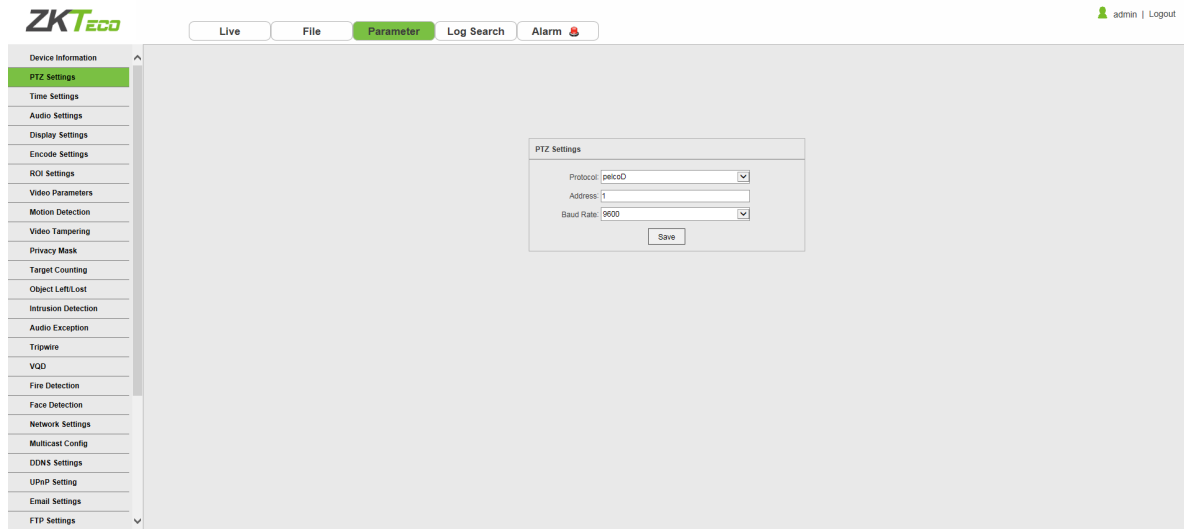 ZKTECO
admin | Logout
Live File Parameter Log Search Alarm
Device Information
PTZ Settings
Time Settings
Audio Settings
Display Settings
Encode Settings
ROI Settings
Video Parameters
Motion Detection
Video Tampering
Privacy Mask
Target Counting
Object Left/Lost
Intrusion Detection
Audio Exception
Tripwire
VQD
Fire Detection
Face Detection
Network Settings
Multicast Config
DDNS Settings
UPnP Setting
Email Settings
FTP Settings
PTZ Settings
Protocol: pelcoD
Address: 1
Baud Rate: 9600
Save